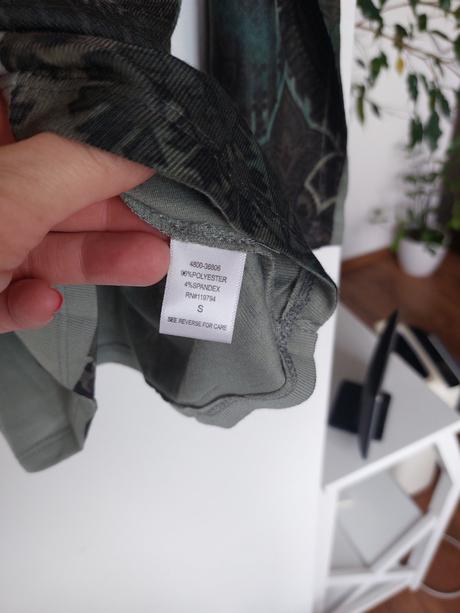 4800-36806
96%POLYESTER
4%SPANDEX
RN#119794
S
SEE REVERSE FOR CARE